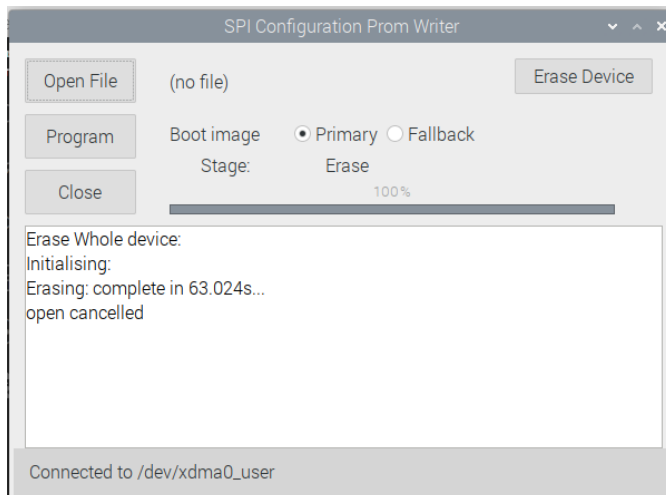 SPI Configuration Prom Writer
Open File (no file) Erase Device
Program Boot image Primary Fallback
Stage: Erase
Close 100%
Erase Whole device:
Initialising:
Erasing: complete in 63.024s...
open cancelled
Connected to /dev/xdma0_user